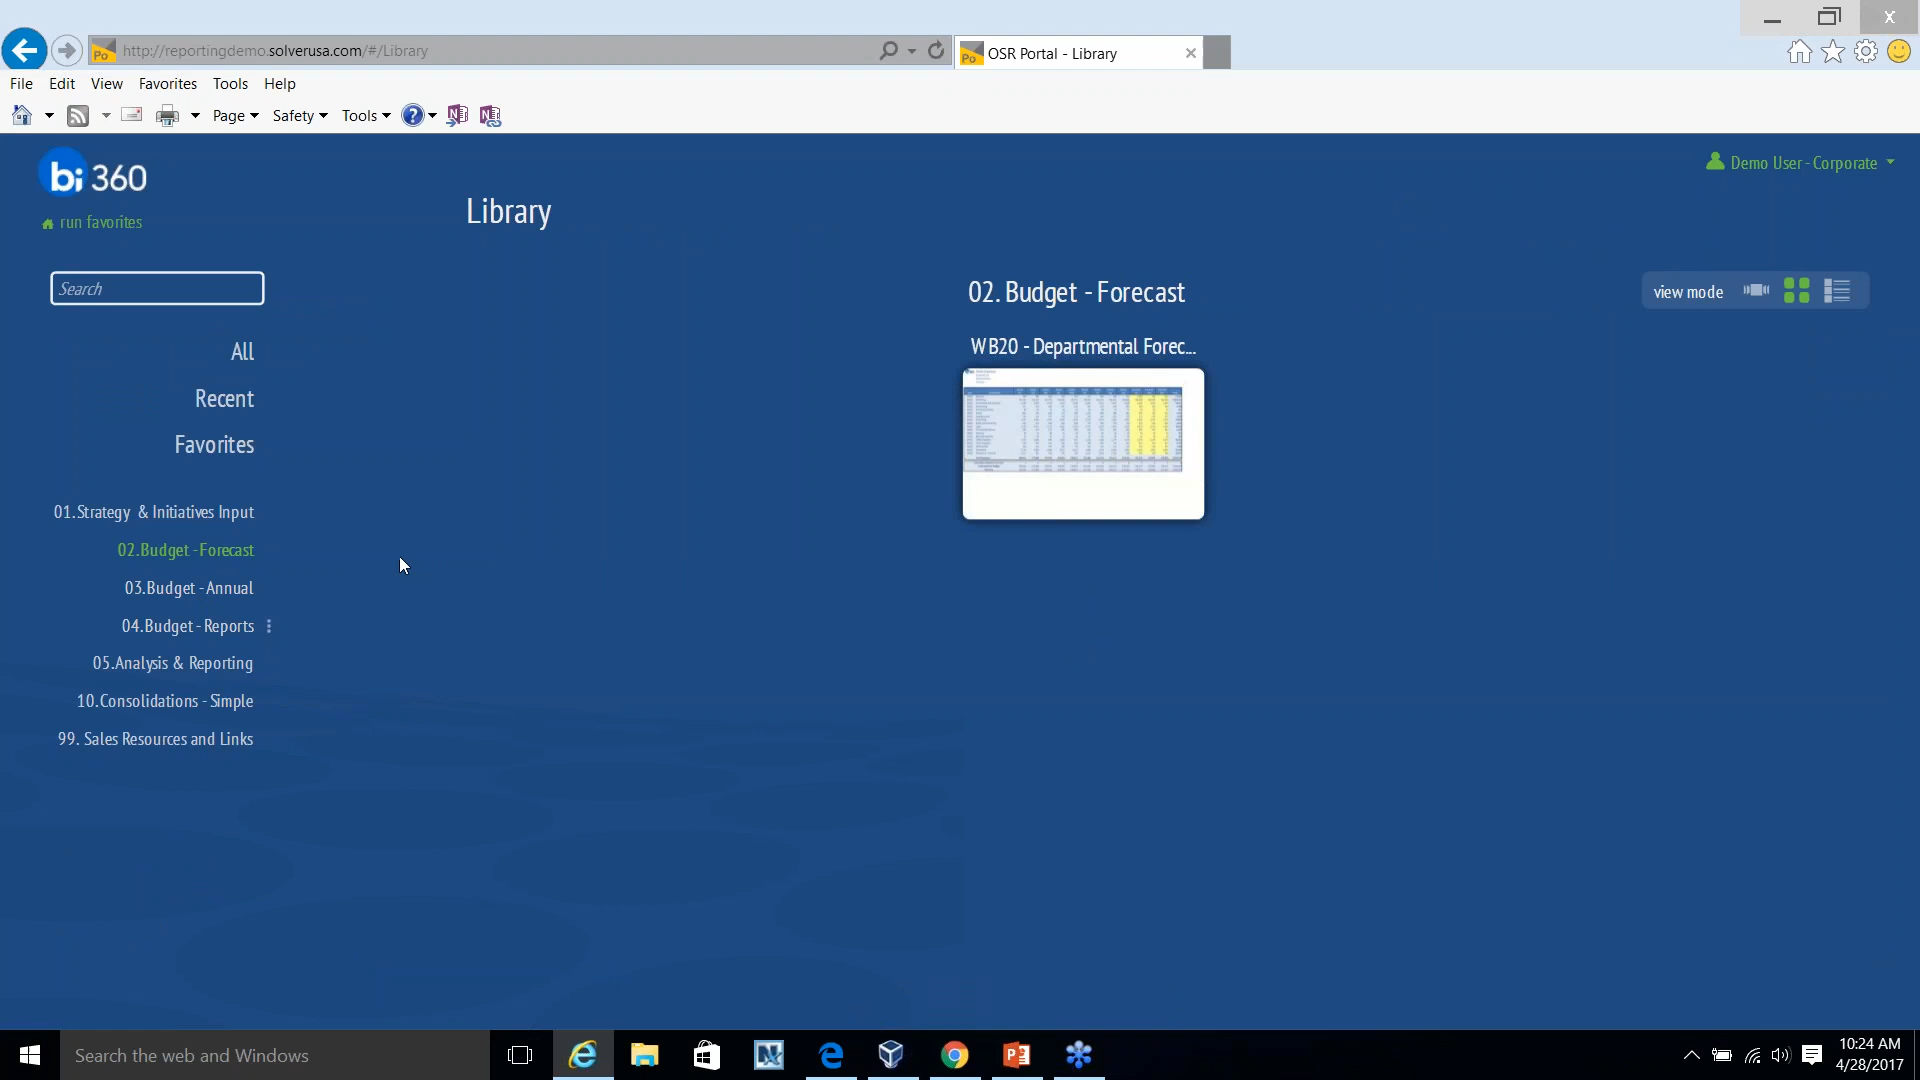 http://reportingdemo.solverusa.com/#/Library
OSR Portal - Library
File Edit View Favorites Tools Help
Page Safety Tools
bi 360
Demo User - Corporate
run favorites
Library
Search
02. Budget - Forecast
view mode
WB20 - Departmental Forec...
All
Recent
Favorites
01.Strategy & Initiatives Input
02.Budget - Forecast
03.Budget - Annual
04.Budget - Reports
05.Analysis & Reporting
10.Consolidations - Simple
99. Sales Resources and Links
Search the web and Windows
10:24 AM
4/28/2017